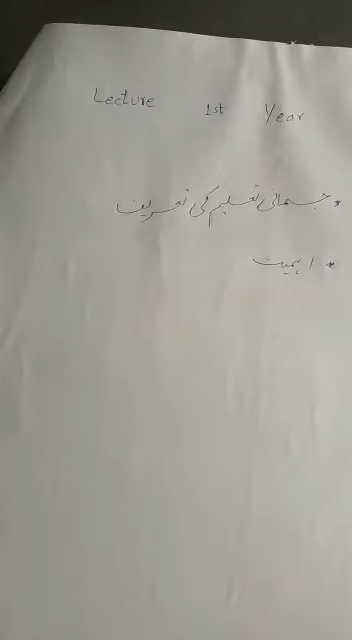 Lecture 1st Year
* جسمانی تعلیم کی تعریف
* اہمیت